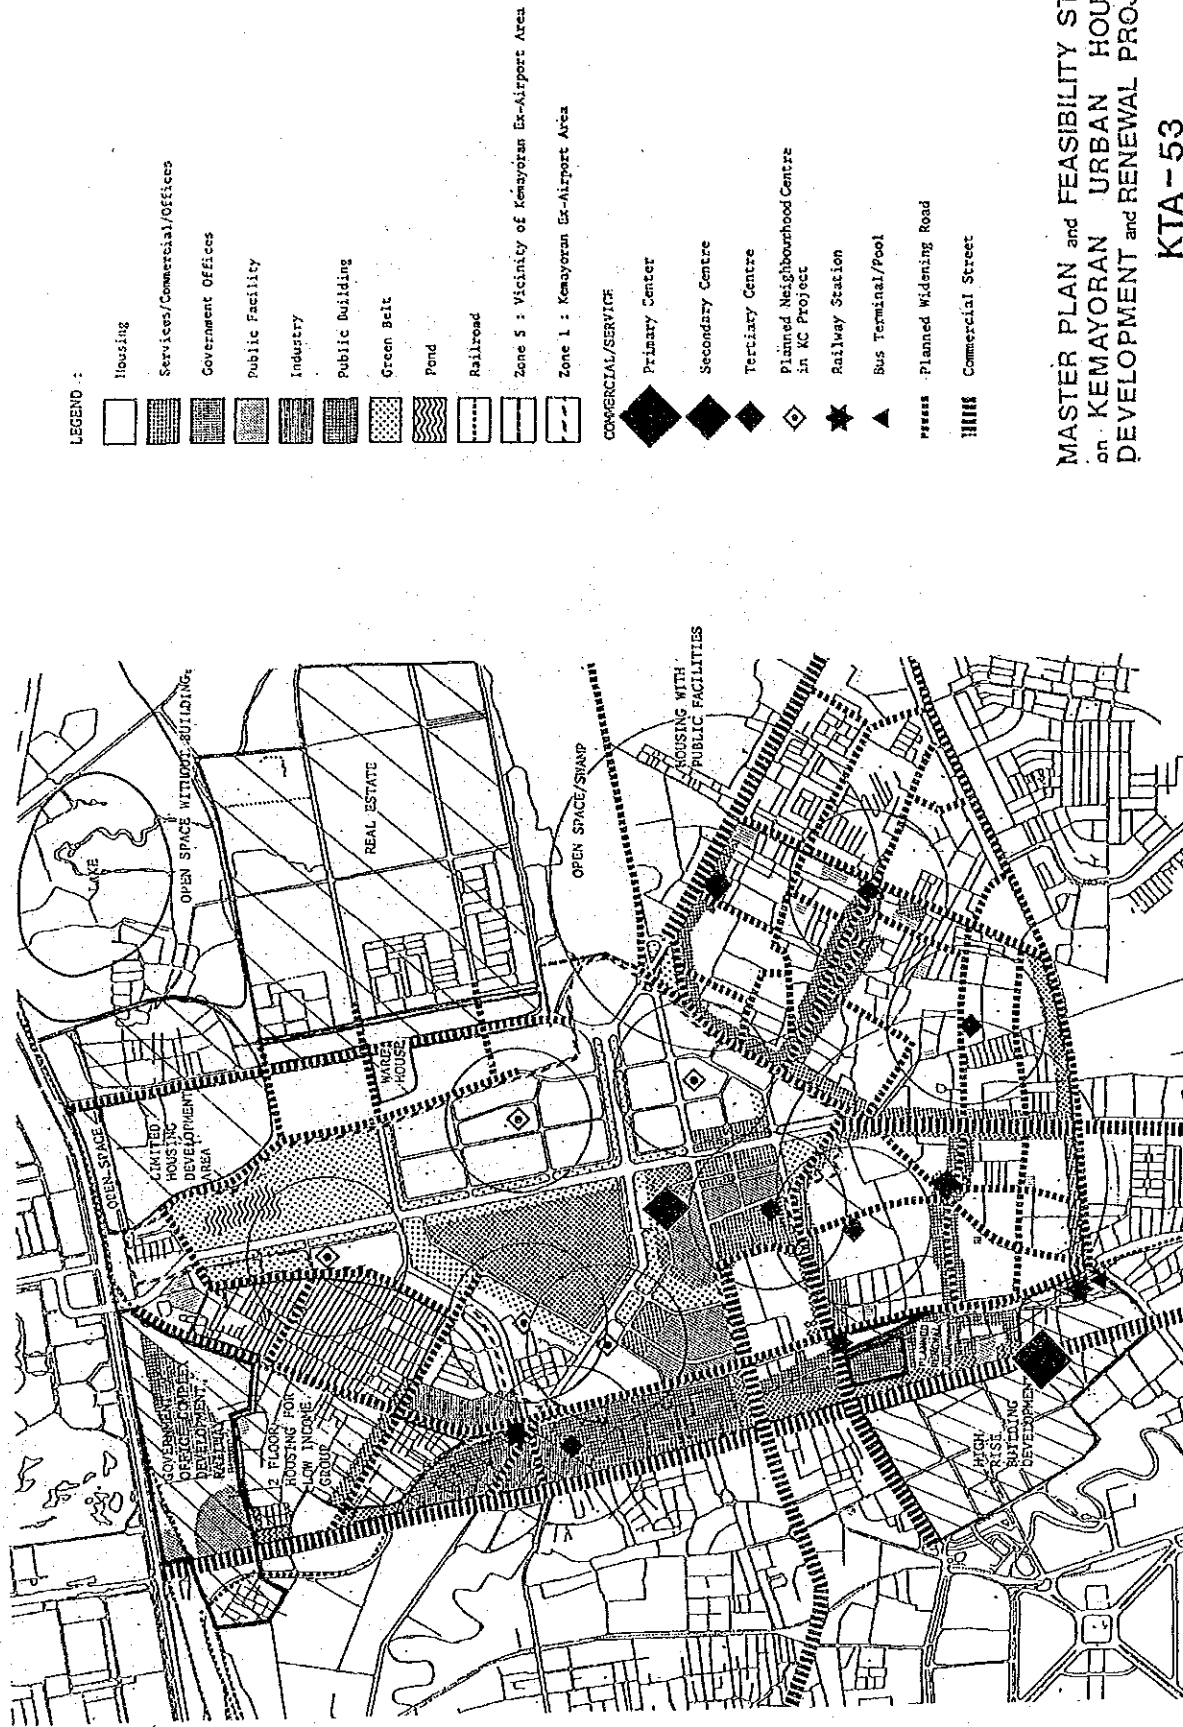 LEGEND :
Housing
Services/Commercial/Offices
Government Offices
Public Facility
Industry
Public Building
Green Belt
Pond
Railroad
Zone 5 : Vicinity of Kemayoran Ex-Airport Area
Zone 1 : Kemayoran Ex-Airport Area
COMMERCIAL/SERVICE
Primary Center
Secondary Centre
Tertiary Centre
Planned Neighbourhood Centre
in KC Project
Railway Station
Bus Terminal/Pool
Planned Widening Road
Commercial Street
MASTER PLAN and FEASIBILITY ST
on KEMAYORAN URBAN HOU
DEVELOPMENT and RENEWAL PROJ
KTA-53
LAKE
OPEN SPACE WITHOUT BUILDING
REAL ESTATE
OPEN SPACE/SWAMP
HOUSING WITH
PUBLIC FACILITIES
OPEN-SPACE
LIMITED
HOUSING
DEVELOPMENT
AREA
WARE
HOUSE
GOVERNMENT
OFFICE COMPLEX
DEVELOPMENT
2 FLOOR
HOUSING FOR
LOW INCOME
GROUP
PLANNED
RENEWAL
HIGH
RISE
BUILDING
DEVELOPMEN